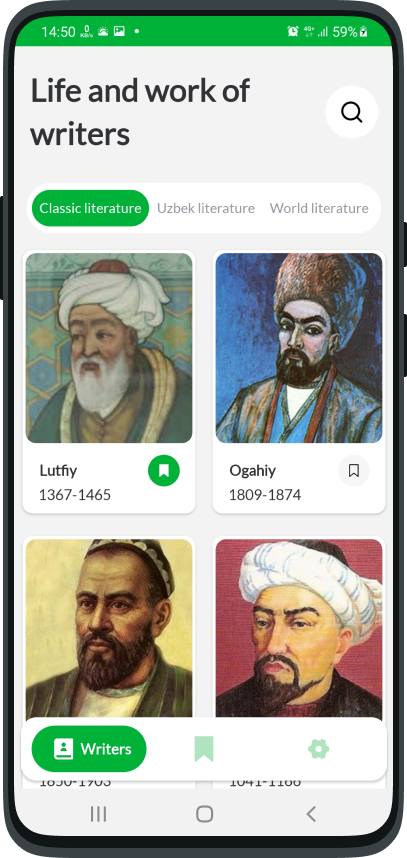 14:50 0 KB/s 4G+ 59%
Life and work of
writers
Classic literature Uzbek literature World literature
Lutfiy Ogahiy
1367-1465 1809-1874
Writers
1850-1903 1041-1166